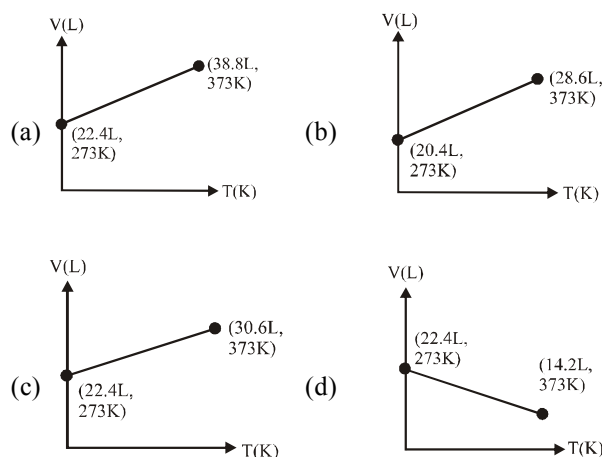 V(L)
(38.8L,
373K)
(a)
(22.4L,
273K)
T(K)
V(L)
(28.6L,
373K)
(b)
(20.4L,
273K)
T(K)
V(L)
(30.6L,
373K)
(c)
(22.4L,
273K)
T(K)
V(L)
(22.4L,
273K)
(14.2L,
373K)
(d)
T(K)